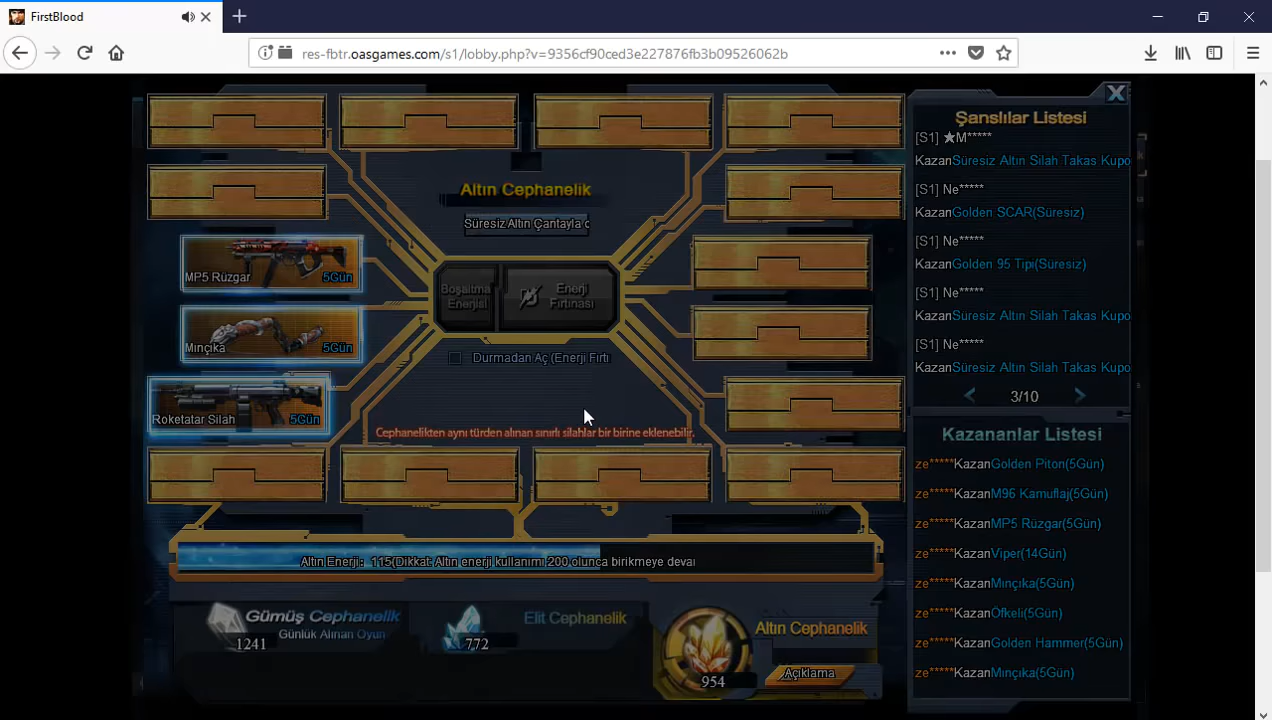 FirstBlood
res-fbtr.oasgames.com/s1/lobby.php?v=9356cf90ced3e227876fb3b09526062b
Altın Cephanelik
Süresiz Altın Çantayla
MP5 Rüzgar 5Gün
Boşaltma Enerjisi
Enerji Fırtınası
Mınçıka 5Gün
Durmadan Aç (Enerji Fırtı
Roketatar Silah 5Gün
Cephanelikten aynı türden alınan sınırlı silahlar bir birine eklenebilir.
Altın Enerji: 115(Dikkat: Altın enerji kullanımı 200 olunca birikmeye devar
Gümüş Cephanelik
Günlük Alınan Oyun
1241
Elit Cephanelik
772
Altın Cephanelik
954
Açıklama
X
Şanslılar Listesi
[S1] ★M*****
KazanSüresiz Altın Silah Takas Kupo
[S1] Ne*****
KazanGolden SCAR(Süresiz)
[S1] Ne*****
KazanGolden 95 Tipi(Süresiz)
[S1] Ne*****
KazanSüresiz Altın Silah Takas Kupo
[S1] Ne*****
KazanSüresiz Altın Silah Takas Kupo
3/10
Kazananlar Listesi
ze*****KazanGolden Piton(5Gün)
ze*****KazanM96 Kamuflaj(5Gün)
ze*****KazanMP5 Rüzgar(5Gün)
ze*****KazanViper(14Gün)
ze*****KazanMınçıka(5Gün)
ze*****KazanÖfkeli(5Gün)
ze*****KazanGolden Hammer(5Gün)
ze*****KazanMınçıka(5Gün)